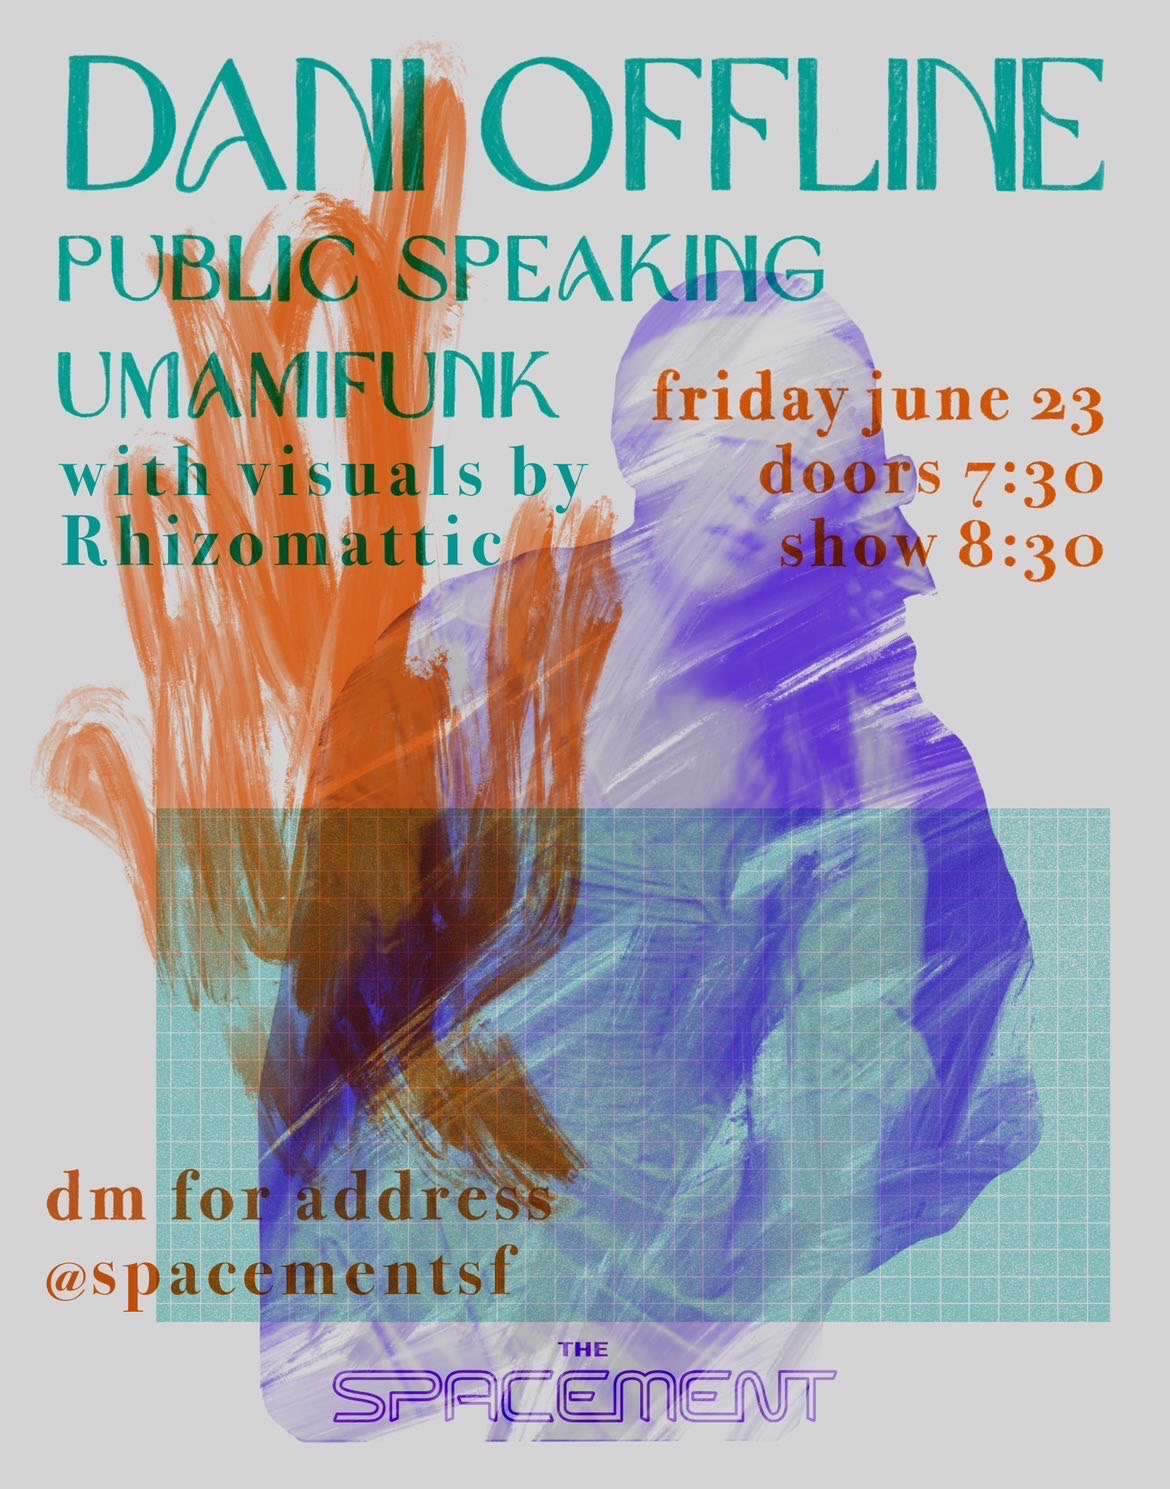 DANI OFFLINE
PUBLIC SPEAKING
UMAMIFUNK
with visuals by
Rhizomattic
friday june 23
doors 7:30
show 8:30
dm for address
@spacementsf
THE
SPACEMENT